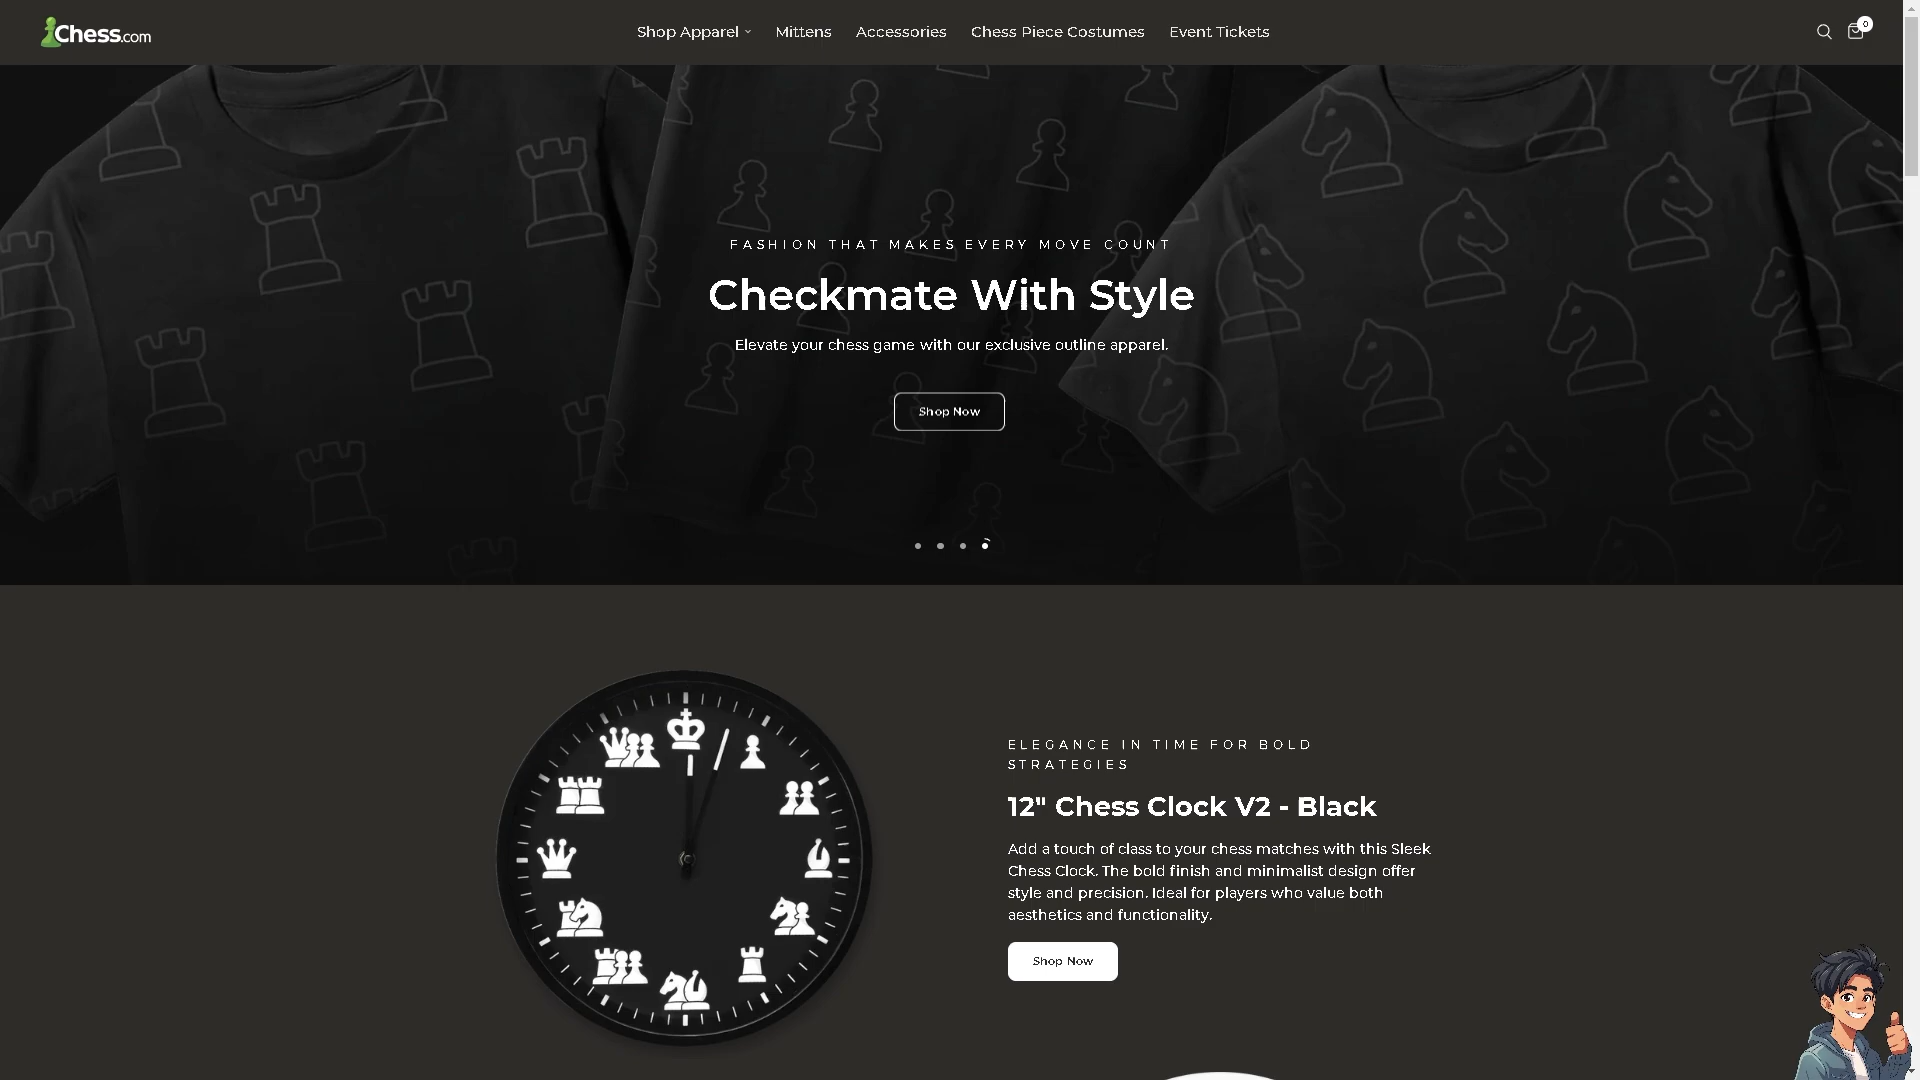 Chess.com
Shop Apparel
Mittens
Accessories
Chess Piece Costumes
Event Tickets
0
FASHION THAT MAKES EVERY MOVE COUNT
Checkmate With Style
Elevate your chess game with our exclusive outline apparel.
Shop Now
ELEGANCE IN TIME FOR BOLD
STRATEGIES
12" Chess Clock V2 - Black
Add a touch of class to your chess matches with this Sleek
Chess Clock. The bold finish and minimalist design offer
style and precision. Ideal for players who value both
aesthetics and functionality.
Shop Now